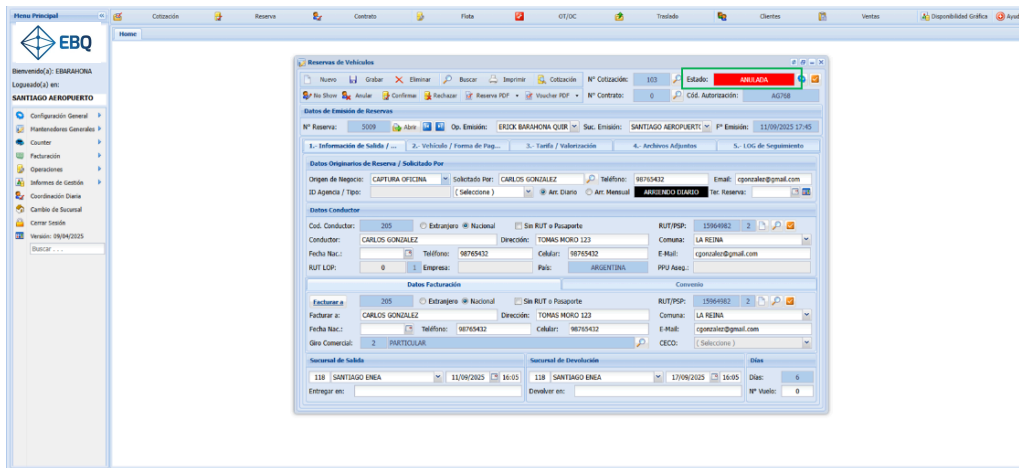 Menu Principal
Cotización Reserva Contrato Flota OT/OC Traslado Clientes Ventas Disponibilidad Gráfica Ayud
Home
EBQ
Bienvenido(a): EBARAHONA
Logueado(a) en:
SANTIAGO AEROPUERTO
Configuración General
Mantenedores Generales
Counter
Facturación
Operaciones
Informes de Gestión
Coordinación Diaria
Cambio de Sucursal
Cerrar Sesión
Versión: 09/04/2025
Buscar . . .
Reservas de Vehículos
Nuevo Grabar Eliminar Buscar Imprimir Cotización N° Cotización: 103 Estado: ANULADA
No Show Anular Confirmar Rechazar Reserva PDF Voucher PDF N° Contrato: 0 Cód. Autorización: AG768
Datos de Emisión de Reservas
N° Reserva: 5009 Abrir Op. Emisión: ERICK BARAHONA QUIR Suc. Emisión: SANTIAGO AEROPUERTO F° Emisión: 11/09/2025 17:45
1.- Información de Salida / ... 2.- Vehículo / Forma de Pag... 3.- Tarifa / Valorización 4.- Archivos Adjuntos 5.- LOG de Seguimiento
Datos Originarios de Reserva / Solicitado Por
Origen de Negocio: CAPTURA OFICINA Solicitado Por: CARLOS GONZALEZ Teléfono: 98765432 Email: cgonzalez@gmail.com
ID Agencia / Tipo: ( Seleccione ) Arr. Diario Arr. Mensual ARRIENDO DIARIO Ter. Reserva:
Datos Conductor
Cod. Conductor: 205 Extranjero Nacional Sin RUT o Pasaporte RUT/PSP: 15964982 2
Conductor: CARLOS GONZALEZ Dirección: TOMAS MORO 123 Comuna: LA REINA
Fecha Nac.: Teléfono: 98765432 Celular: 98765432 E-Mail: cgonzalez@gmail.com
RUT LOP: 0 1 Empresa: País: ARGENTINA PPU Aseg.:
Datos Facturación Convenio
Facturar a 205 Extranjero Nacional Sin RUT o Pasaporte RUT/PSP: 15964982 2
Facturar a: CARLOS GONZALEZ Dirección: TOMAS MORO 123 Comuna: LA REINA
Fecha Nac.: Teléfono: 98765432 Celular: 98765432 E-Mail: cgonzalez@gmail.com
Giro Comercial: 2 PARTICULAR CECO: ( Seleccione )
Sucursal de Salida Sucursal de Devolución Días
118 SANTIAGO ENEA 11/09/2025 16:05 118 SANTIAGO ENEA 17/09/2025 16:05 Días: 6
Entregar en: Devolver en: N° Vuelo: 0